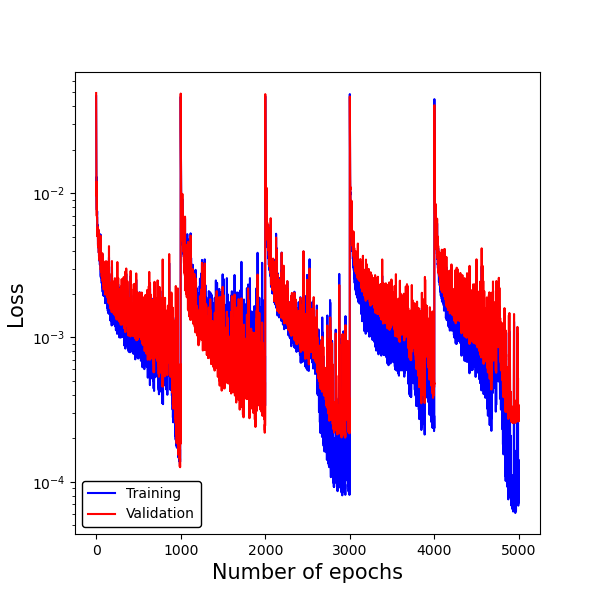 Loss
10⁻²
10⁻³
10⁻⁴
Training
Validation
0 1000 2000 3000 4000 5000
Number of epochs